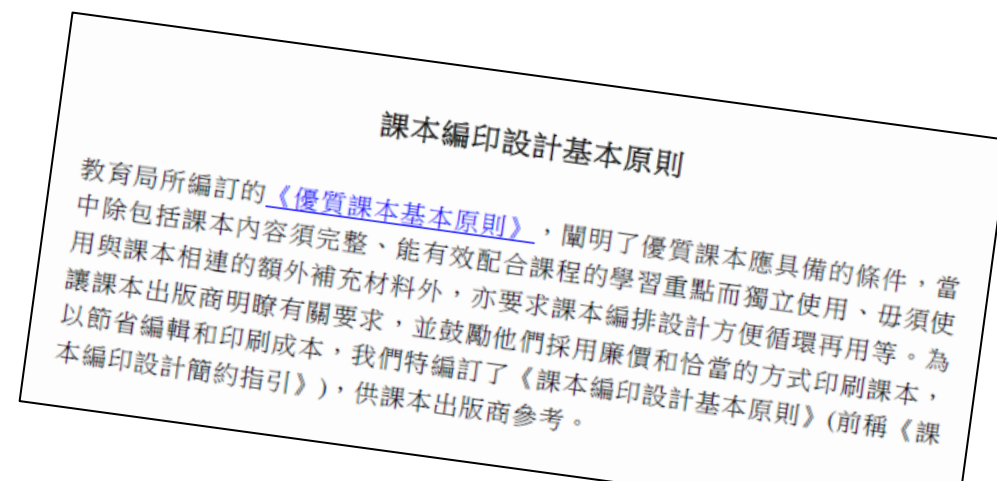 課本編印設計基本原則
教育局所編訂的《優質課本基本原則》，闡明了優質課本應具備的條件，當
中除包括課本內容須完整、能有效配合課程的學習重點而獨立使用、毋須使
用與課本相連的額外補充材料外，亦要求課本編排設計方便循環再用等。為
讓課本出版商明瞭有關要求，並鼓勵他們採用廉價和恰當的方式印刷課本，
以節省編輯和印刷成本，我們特編訂了《課本編印設計基本原則》(前稱《課
本編印設計簡約指引》)，供課本出版商參考。